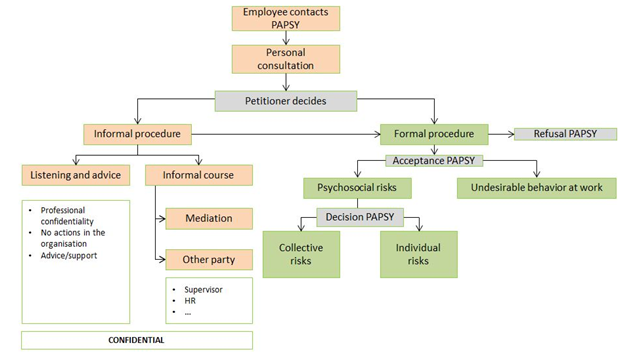 Employee contacts
PAPSY
Personal
consultation
Petitioner decides
Informal procedure
Formal procedure
Refusal PAPSY
Acceptance PAPSY
Listening and advice
Informal course
Psychosocial risks
Undesirable behavior at work
• Professional
confidentiality
• No actions in the
organisation
• Advice/support
Mediation
Decision PAPSY
Other party
Collective
risks
Individual
risks
• Supervisor
• HR
• ...
CONFIDENTIAL